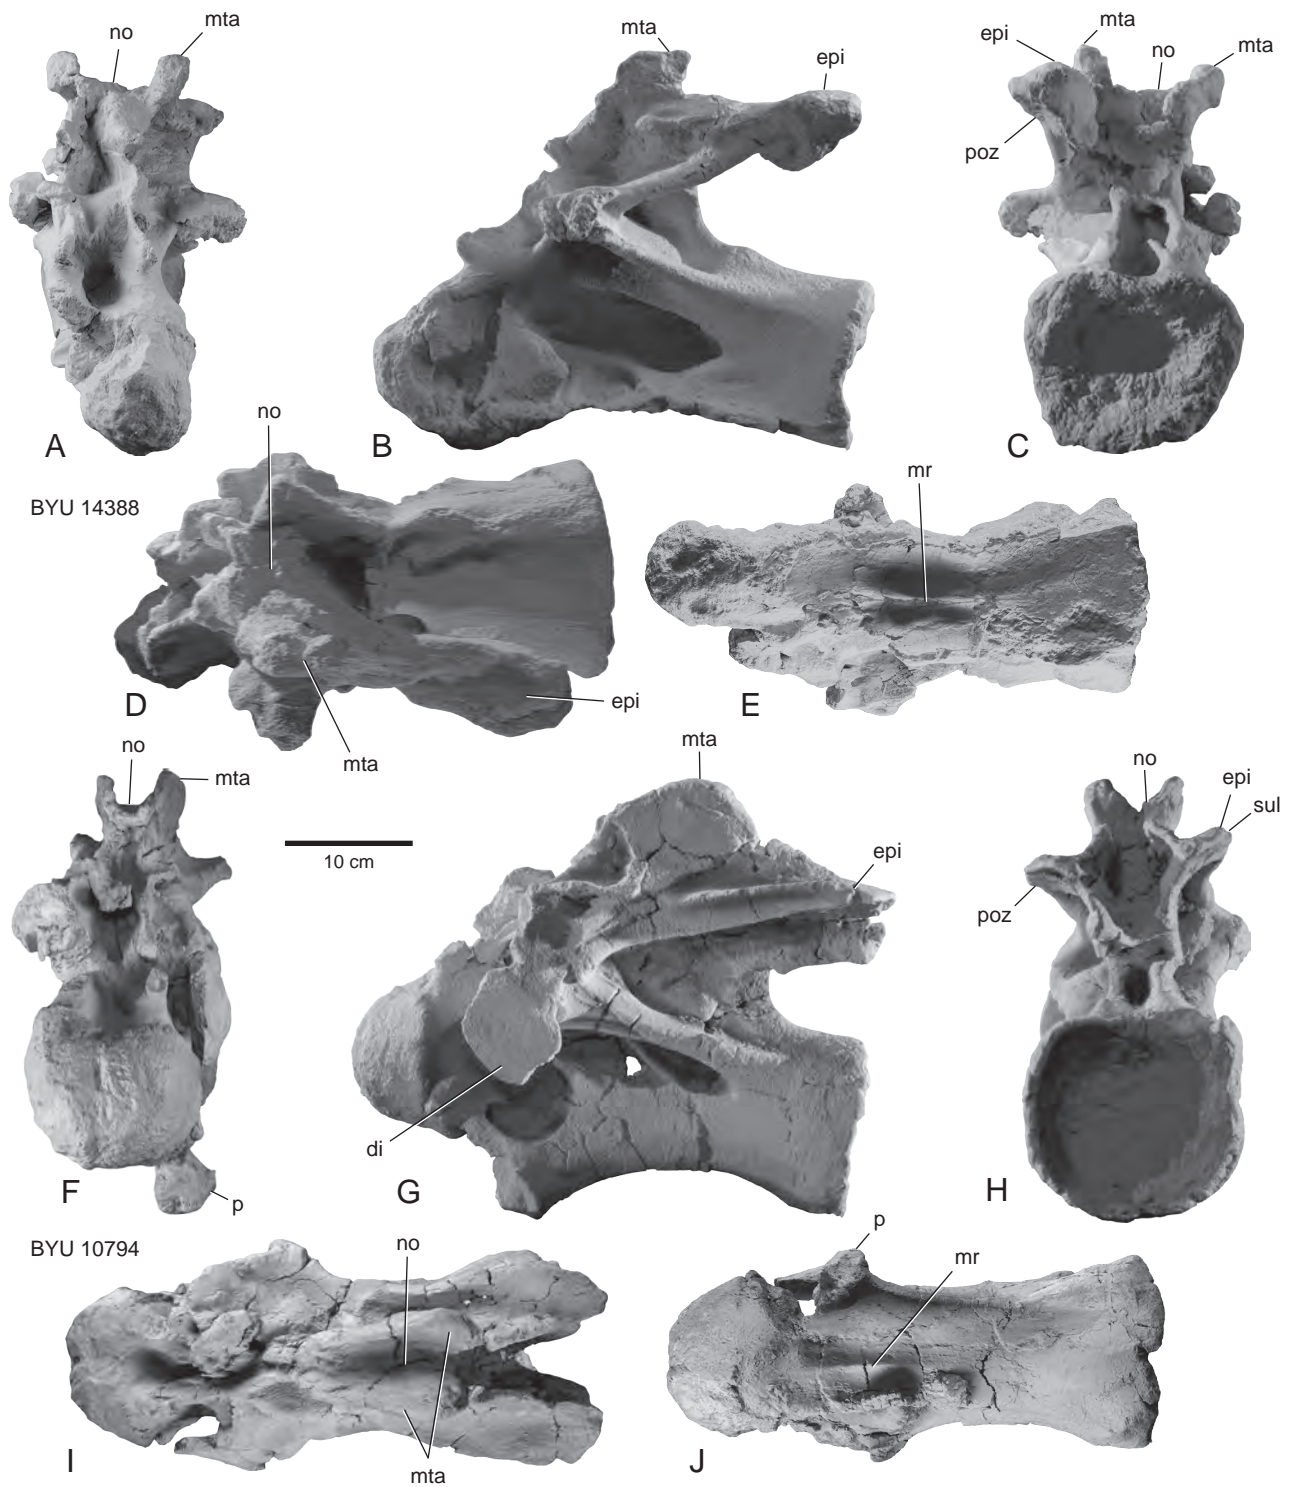 no mta
mta epi
epi mta no mta
poz
A B C
no mr
BYU 14388
D mta epi E
no mta
10 cm
mta epi
no epi sul
poz
di
F p G H
BYU 10794
no p mr
I mta J